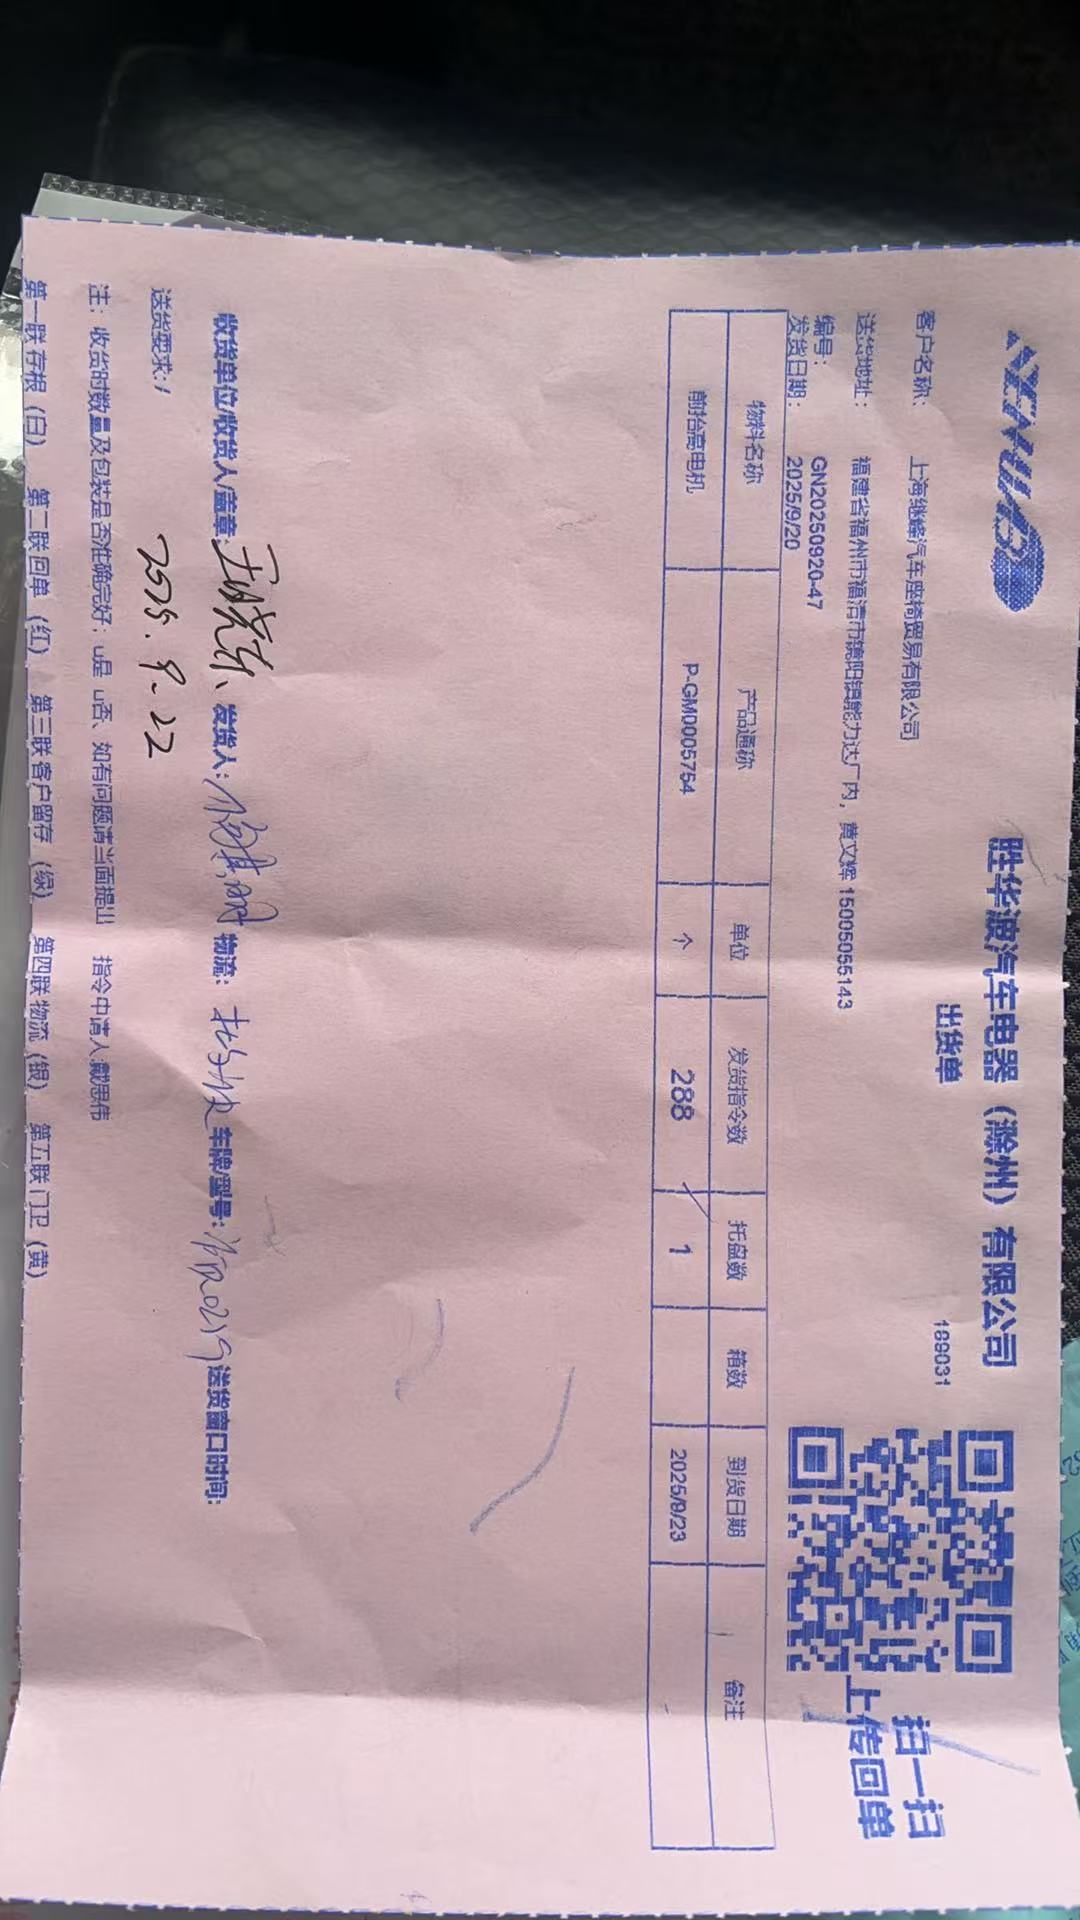 SHENGHUABO
胜华波汽车电器（滁州）有限公司
出货单
189031
扫一扫
上传回单
客户名称： 上海继峰汽车座椅贸易有限公司
送货地址： 福建省福州市福清市镜阳镇能力达厂内，黄文辉 15005055143
编号： GN20250920-47
发货日期： 2025/9/20
物料名称 产品通称 单位 发货指令数 托盘数 箱数 到货日期 备注
前抬高电机 P-GM0005754 个 288 1 2025/9/23
收货单位/收货人/盖章： 发货人： 物流： 车牌/型号： 送货窗口时间：
2025.9.22
送货要求:/
注：收货时数量及包装是否准确完好；u是 u否、如有问题请当面提出 指令申请人:戴思伟
第一联存根（白） 第二联回单（红） 第三联客户留存（绿） 第四联物流（银） 第五联门卫（黄）